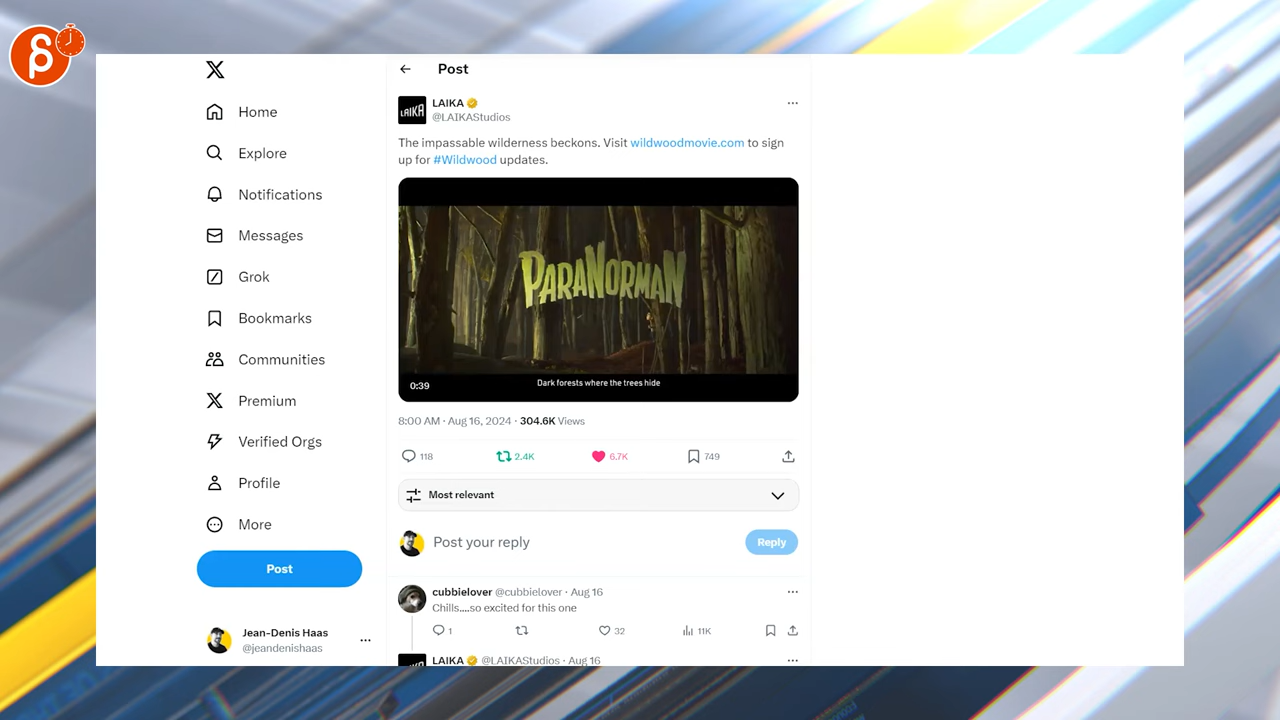 Post
LAIKA
@LAIKAStudios
The impassable wilderness beckons. Visit wildwoodmovie.com to sign
up for #Wildwood updates.
PARANORMAN
Dark forests where the trees hide
0:39
8:00 AM · Aug 16, 2024 · 304.6K Views
118 2.4K 6.7K 749
Most relevant
Post your reply
Reply
cubbielover @cubbielover · Aug 16
Chills....so excited for this one
1 32 11K
LAIKA @LAIKAStudios · Aug 16
Home
Explore
Notifications
Messages
Grok
Bookmarks
Communities
Premium
Verified Orgs
Profile
More
Post
Jean-Denis Haas
@jeandenishaas
LAIKA